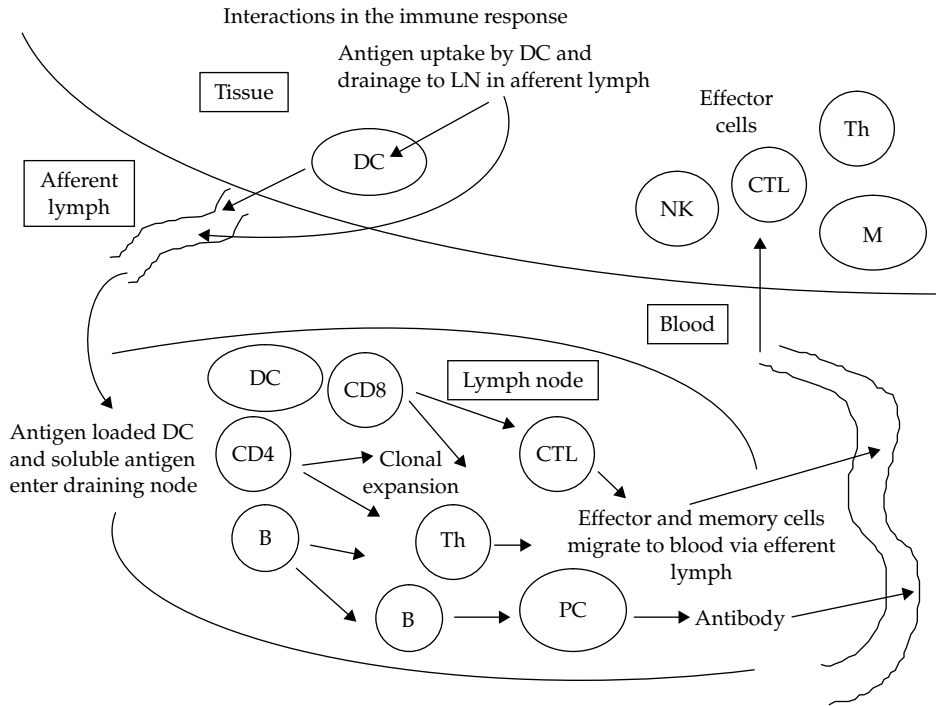 Interactions in the immune response
Antigen uptake by DC and
drainage to LN in afferent lymph
Tissue
Effector
cells
Th
DC
CTL
Afferent
lymph
NK
M
Blood
DC
CD8
Lymph node
Antigen loaded DC
and soluble antigen
enter draining node
CD4
Clonal
expansion
CTL
B
Th
Effector and memory cells
migrate to blood via efferent
lymph
B
PC
Antibody